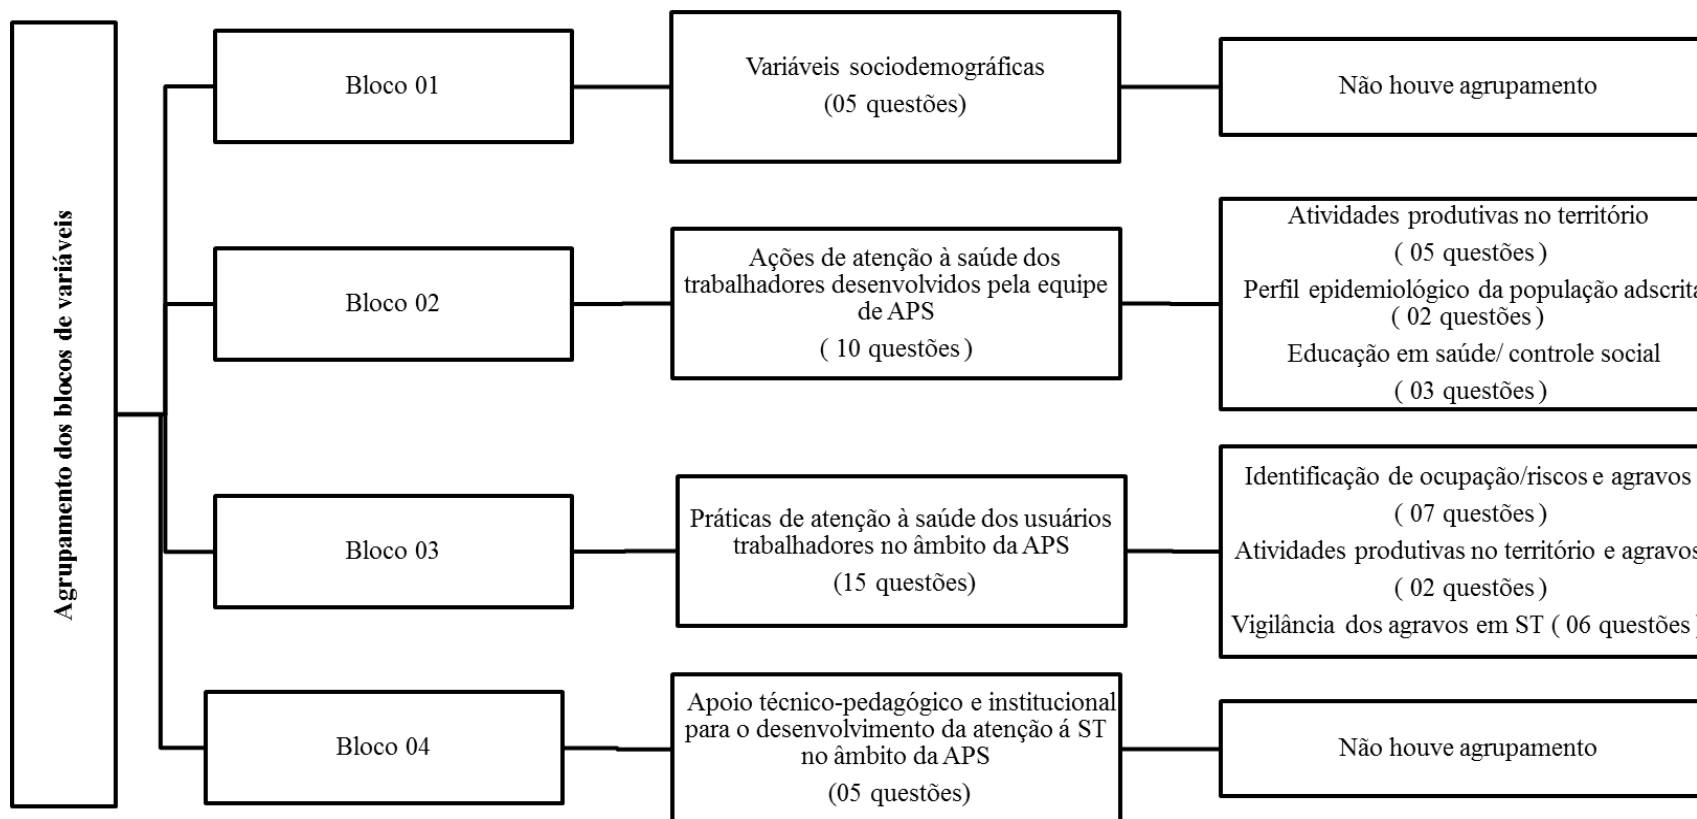 Agrupamento dos blocos de variáveis
Bloco 01
Variáveis sociodemográficas
(05 questões)
Não houve agrupamento
Bloco 02
Ações de atenção à saúde dos
trabalhadores desenvolvidos pela equipe
de APS
( 10 questões )
Atividades produtivas no território
( 05 questões )
Perfil epidemiológico da população adscrita
( 02 questões )
Educação em saúde/ controle social
( 03 questões )
Bloco 03
Práticas de atenção à saúde dos usuários
trabalhadores no âmbito da APS
(15 questões)
Identificação de ocupação/riscos e agravos
( 07 questões )
Atividades produtivas no território e agravos
( 02 questões )
Vigilância dos agravos em ST ( 06 questões )
Bloco 04
Apoio técnico-pedagógico e institucional
para o desenvolvimento da atenção á ST
no âmbito da APS
(05 questões)
Não houve agrupamento